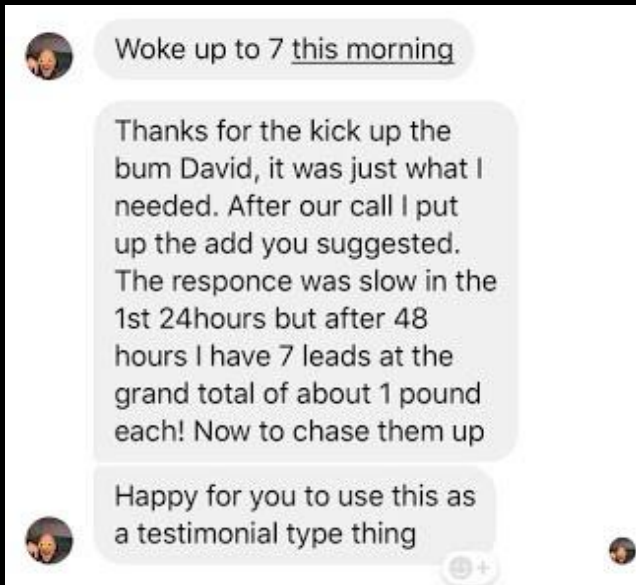 Woke up to 7 this morning
Thanks for the kick up the
bum David, it was just what I
needed. After our call I put
up the add you suggested.
The responce was slow in the
1st 24hours but after 48
hours I have 7 leads at the
grand total of about 1 pound
each! Now to chase them up
Happy for you to use this as
a testimonial type thing